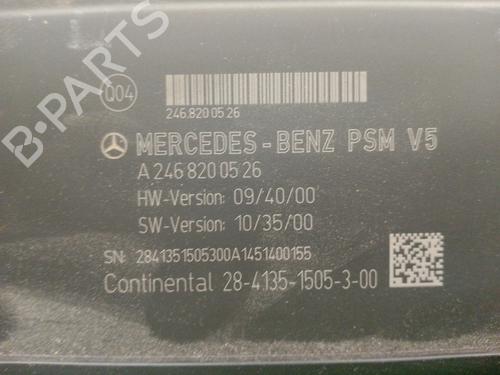 Q04
246.820 05 26
MERCEDES-BENZ PSM V5
A 246 820 05 26
HW-Version: 09/40/00
SW-Version: 10/35/00
SN: 2841351505300A1451400155
Continental 28-4135-1505-3-00
B-PARTS